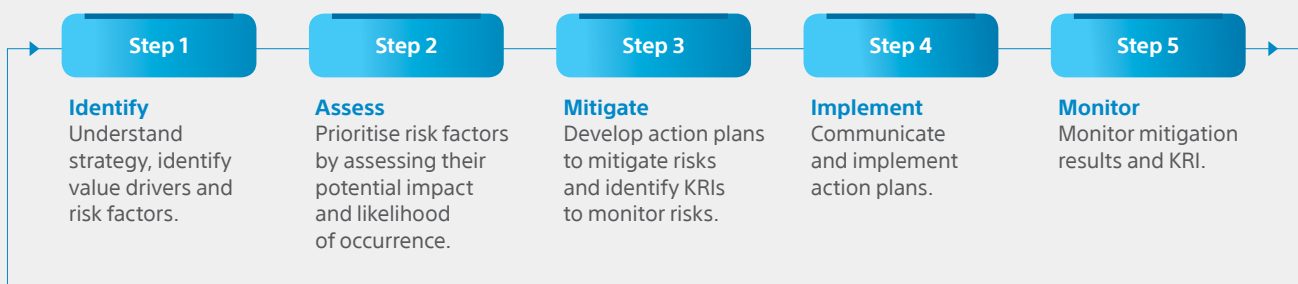 Step 1
Identify
Understand
strategy, identify
value drivers and
risk factors.
Step 2
Assess
Prioritise risk factors
by assessing their
potential impact
and likelihood
of occurrence.
Step 3
Mitigate
Develop action plans
to mitigate risks
and identify KRIs
to monitor risks.
Step 4
Implement
Communicate
and implement
action plans.
Step 5
Monitor
Monitor mitigation
results and KRI.